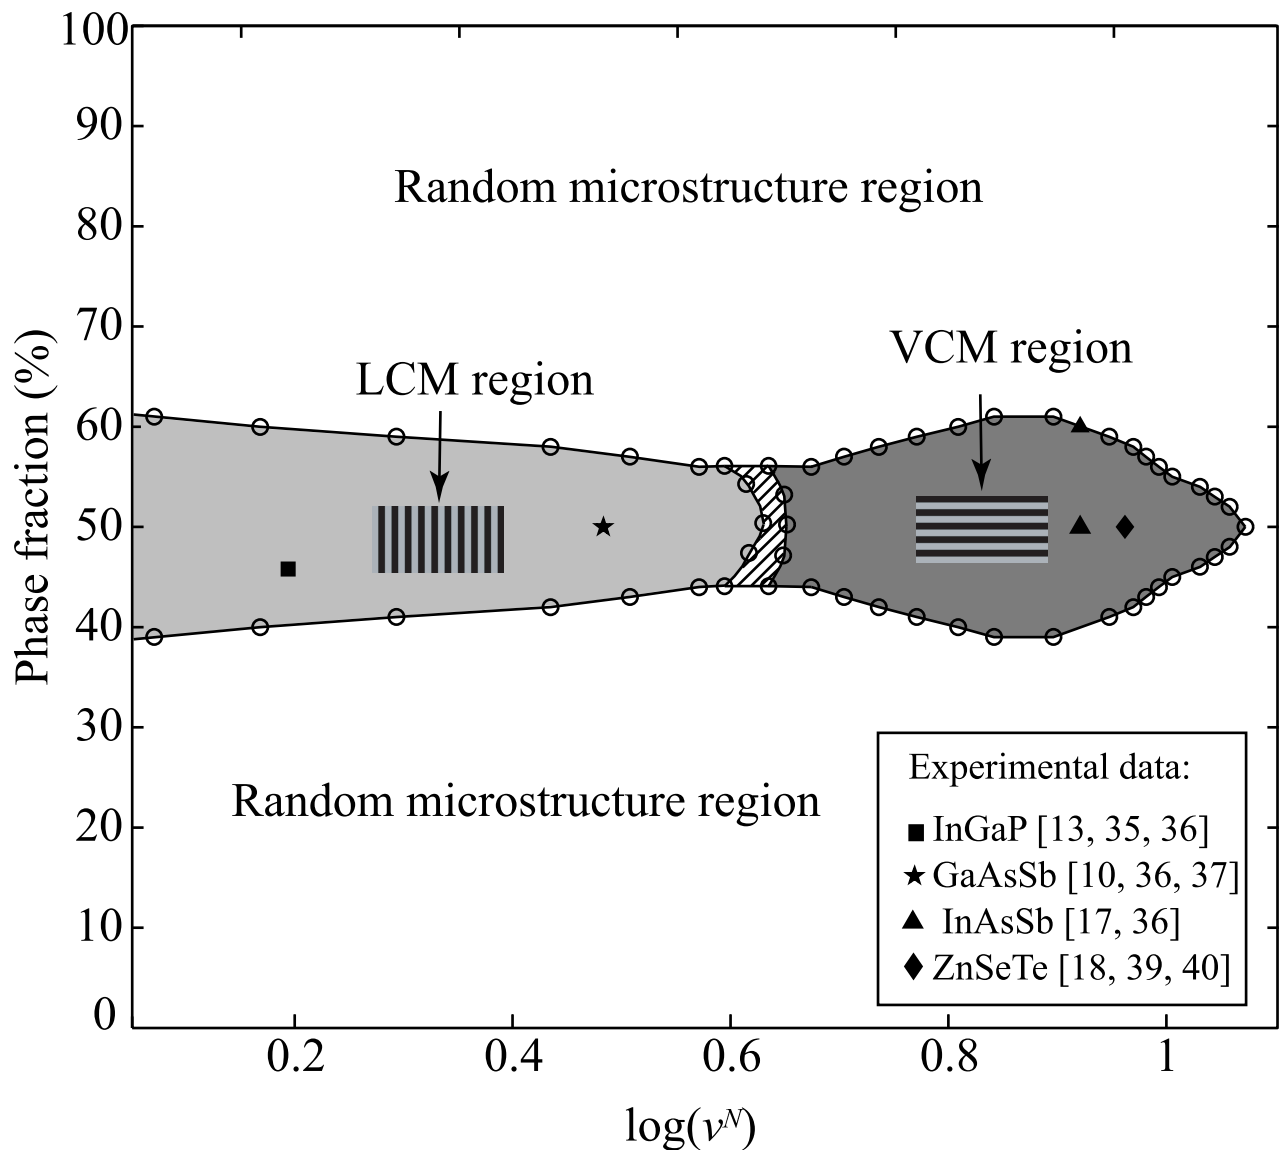 100
90
80
70
60
50
40
30
20
10
0
Phase fraction (%)
Random microstructure region
LCM region
VCM region
Random microstructure region
Experimental data:
InGaP [13, 35, 36]
GaAsSb [10, 36, 37]
InAsSb [17, 36]
ZnSeTe [18, 39, 40]
0.2 0.4 0.6 0.8 1
log(vᴺ)